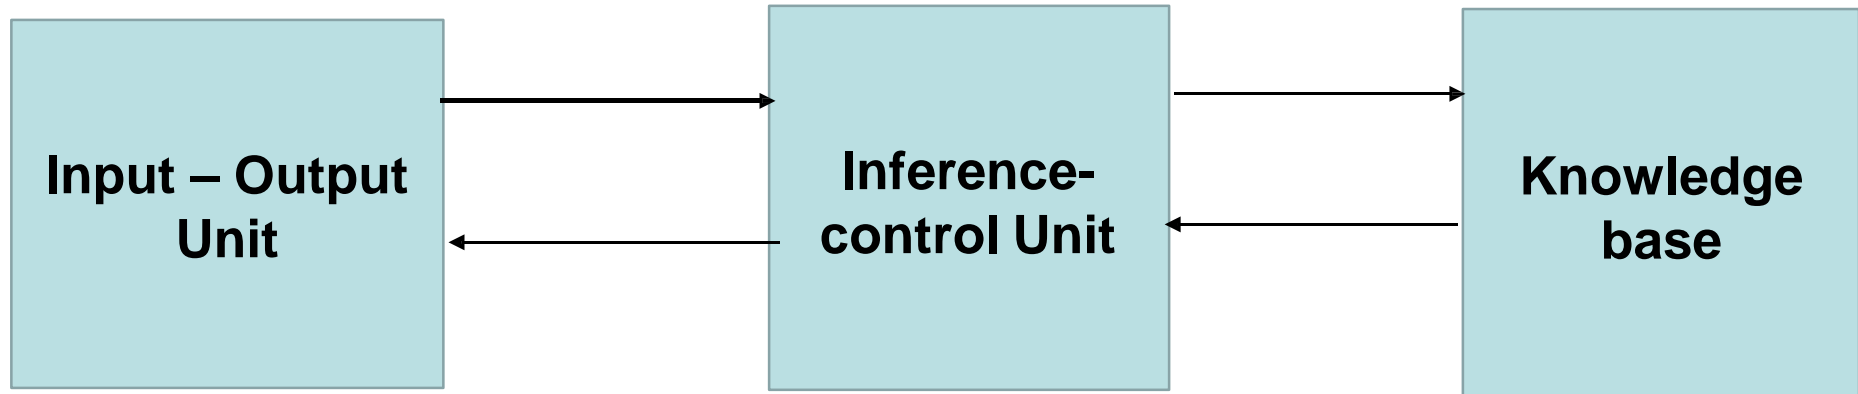 Input – Output
Unit
Inference-
control Unit
Knowledge
base